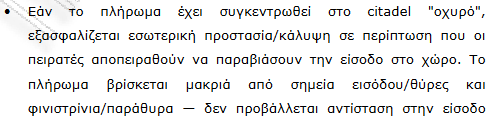 • Εάν το πλήρωμα έχει συγκεντρωθεί στο citadel "οχυρό",
εξασφαλίζεται εσωτερική προστασία/κάλυψη σε περίπτωση που οι
πειρατές αποπειραθούν να παραβιάσουν την είσοδο στο χώρο. Το
πλήρωμα βρίσκεται μακριά από σημεία εισόδου/θύρες και
φινιστρίνια/παράθυρα — δεν προβάλλεται αντίσταση στην είσοδο